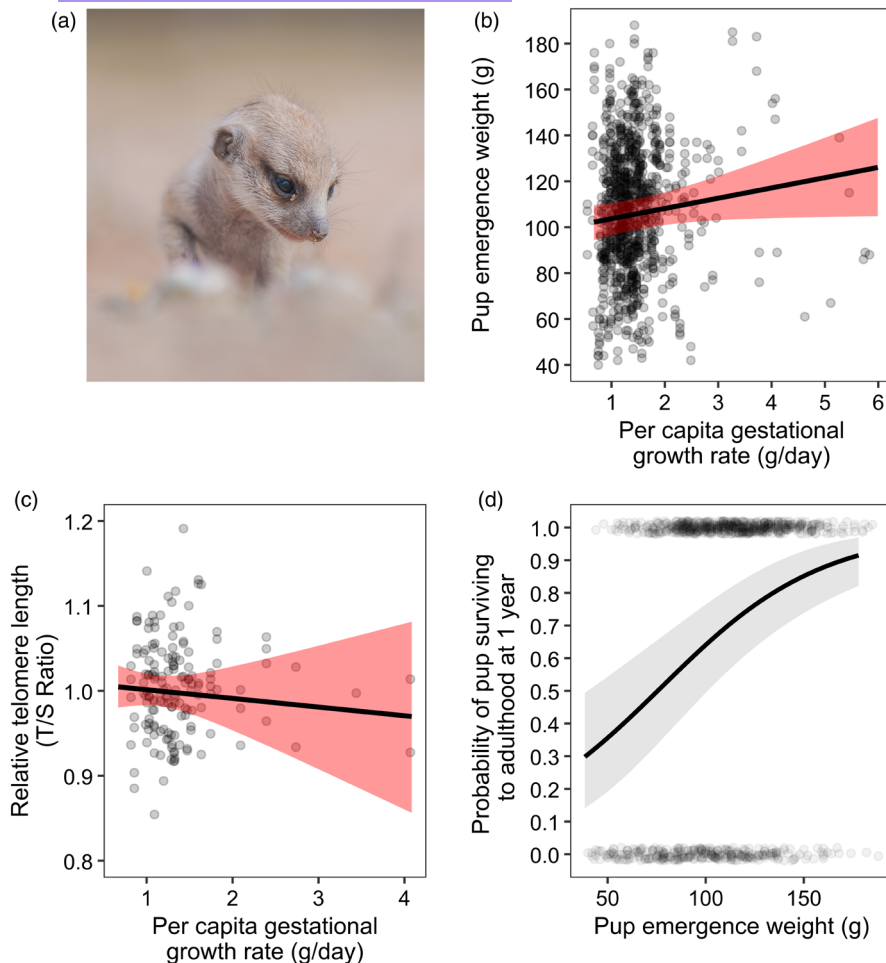 (a)
(b)
Pup emergence weight (g)
180
160
140
120
100
80
60
40
1 2 3 4 5 6
Per capita gestational
growth rate (g/day)
(c)
Relative telomere length
(T/S Ratio)
1.2
1.1
1.0
0.9
0.8
1 2 3 4
Per capita gestational
growth rate (g/day)
(d)
Probability of pup surviving
to adulthood at 1 year
1.0
0.9
0.8
0.7
0.6
0.5
0.4
0.3
0.2
0.1
0.0
50 100 150
Pup emergence weight (g)